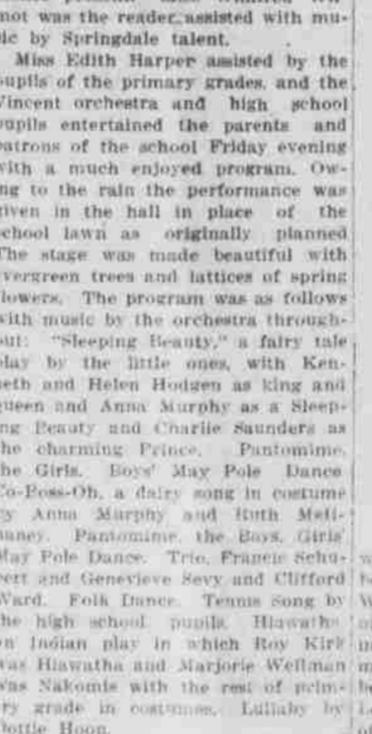 not was the reader, assisted with mu-
sic by Springdale talent.
Miss Edith Harper assisted by the
pupils of the primary grades, and the
Vincent orchestra and high school
pupils entertained the parents and
patrons of the school Friday evening
with a much enjoyed program. Ow-
ing to the rain the performance was
given in the hall in place of the
school lawn as originally planned
The stage was made beautiful with
evergreen trees and lattices of spring
flowers. The program was as follows
with music by the orchestra through-
out: "Sleeping Beauty," a fairy tale
play by the little ones, with Ken-
neth and Helen Hodgen as king and
queen and Anna Murphy as a Sleep-
ing Beauty and Charlie Saunders as
the charming Prince. Pantomime,
the Girls. Boys' May Pole Dance
Co-Boss-Oh, a dairy song in costume
by Anna Murphy and Ruth
Pantomime, the Boys. Girls'
May Pole Dance. Trio, Francis Schu-
bert and Genevieve Sevy and Clifford
Ward. Folk Dance. Tennis Song by
the high school pupils. Hiawatha
an Indian play in which Roy Kirk
was Hiawatha and Marjorie Wellman
was Nakomis with the rest of prim-
ary grade in costumes. Lullaby by
Dottie Hoon.